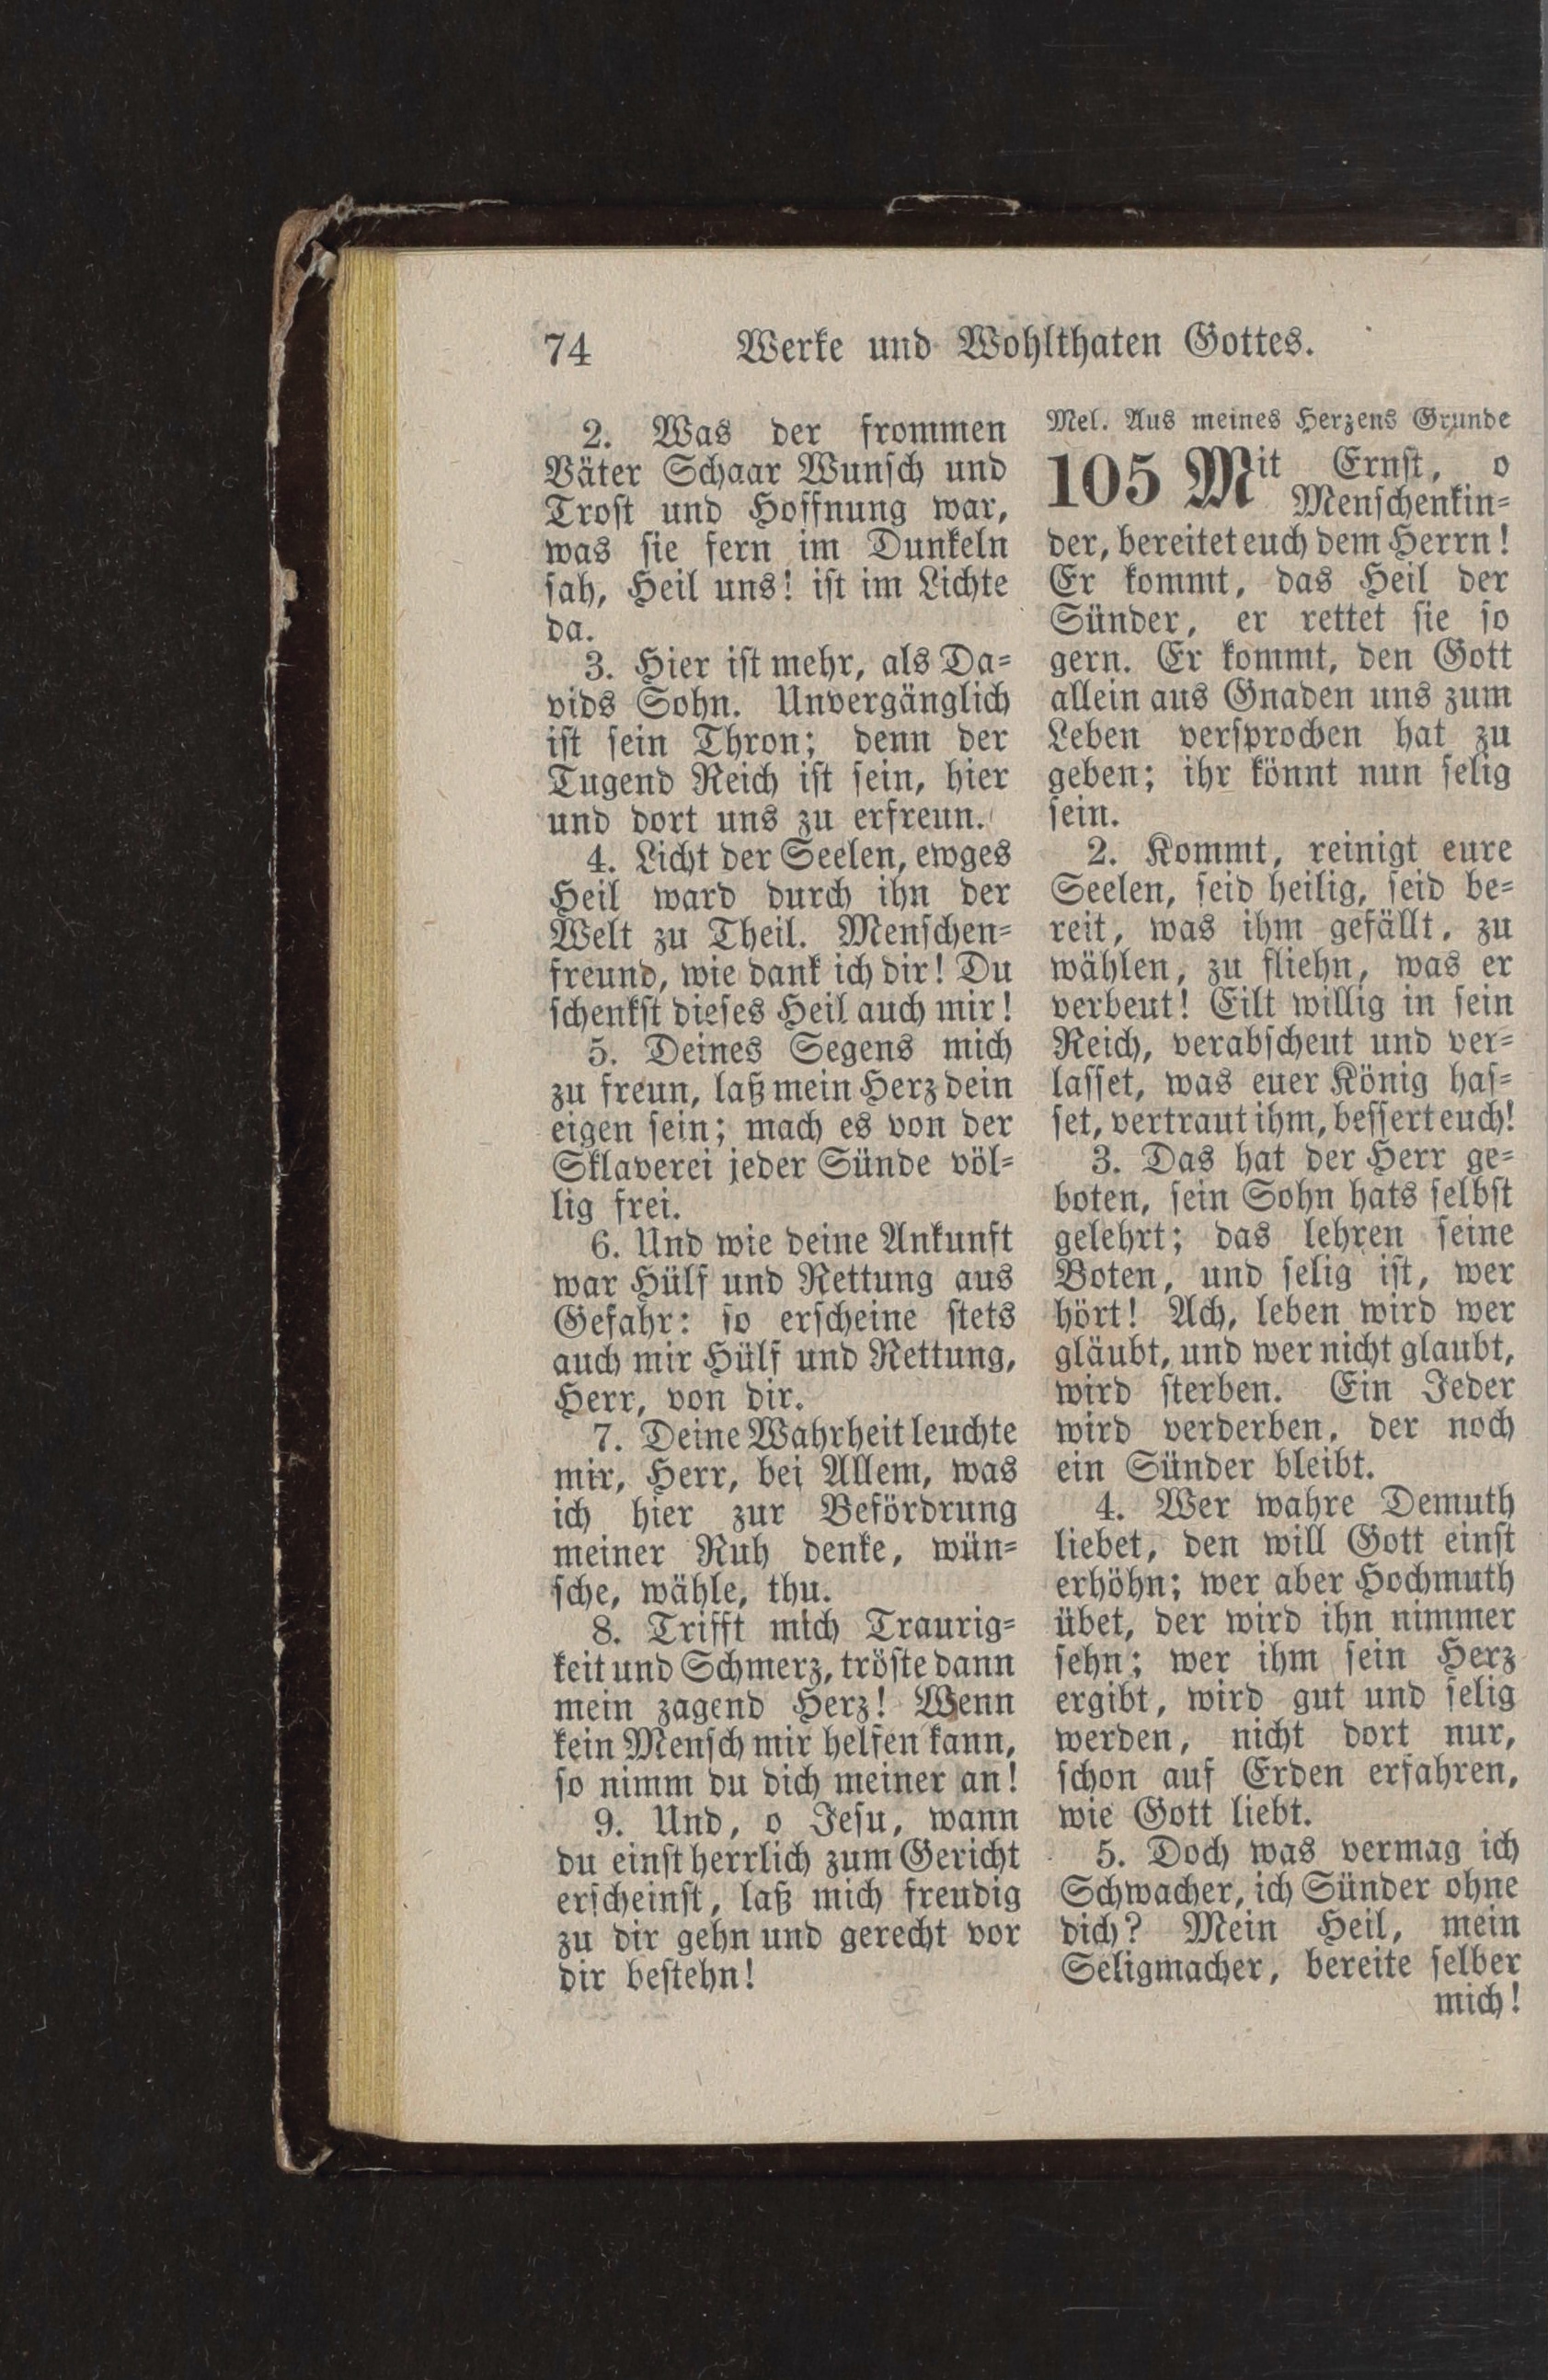 74 Werke und Wohlthaten Gottes.
2. Was der frommen
Väter Schaar Wunsch und
Trost und Hoffnung war,
was sie fern im Dunkeln
sah, Heil uns! ist im Lichte
da.
3. Hier ist mehr, als Da-
vids Sohn. Unvergänglich
ist sein Thron; denn der
Tugend Reich ist sein, hier
und dort uns zu erfreun.
4. Licht der Seelen, ewges
Heil ward durch ihn der
Welt zu Theil. Menschen-
freund, wie dank ich dir! Du
schenkst dieses Heil auch mir!
5. Deines Segens mich
zu freun, laß mein Herz dein
eigen sein; mach es von der
Sklaverei jeder Sünde völ-
lig frei.
6. Und wie deine Ankunft
war Hülf und Rettung aus
Gefahr: so erscheine stets
auch mir Hülf und Rettung,
Herr, von dir.
7. Deine Wahrheit leuchte
mir, Herr, bei Allem, was
ich hier zur Befördrung
meiner Ruh denke, wün-
sche, wähle, thu.
8. Trifft mich Traurig-
keit und Schmerz, tröste dann
mein zagend Herz! Wenn
kein Mensch mir helfen kann,
so nimm du dich meiner an!
9. Und, o Jesu, wann
du einst herrlich zum Gericht
erscheinst, laß mich freudig
zu dir gehn und gerecht vor
dir bestehn!
Mel. Aus meines Herzens Grunde
105 Mit Ernst, o
Menschenkin-
der, bereitet euch dem Herrn!
Er kommt, das Heil der
Sünder, er rettet sie so
gern. Er kommt, den Gott
allein aus Gnaden uns zum
Leben versprochen hat zu
geben; ihr könnt nun selig
sein.
2. Kommt, reinigt eure
Seelen, seid heilig, seid be-
reit, was ihm gefällt, zu
wählen, zu fliehn, was er
verbeut! Eilt willig in sein
Reich, verabscheut und ver-
lasset, was euer König has-
set, vertraut ihm, bessert euch!
3. Das hat der Herr ge-
boten, sein Sohn hats selbst
gelehrt; das lehren seine
Boten, und selig ist, wer
hört! Ach, leben wird wer
gläubt, und wer nicht glaubt,
wird sterben. Ein Jeder
wird verderben, der noch
ein Sünder bleibt.
4. Wer wahre Demuth
liebet, den will Gott einst
erhöhn; wer aber Hochmuth
übet, der wird ihn nimmer
sehn; wer ihm sein Herz
ergibt, wird gut und selig
werden, nicht dort nur,
schon auf Erden erfahren,
wie Gott liebt.
5. Doch was vermag ich
Schwacher, ich Sünder ohne
dich? Mein Heil, mein
Seligmacher, bereite selber
mich!